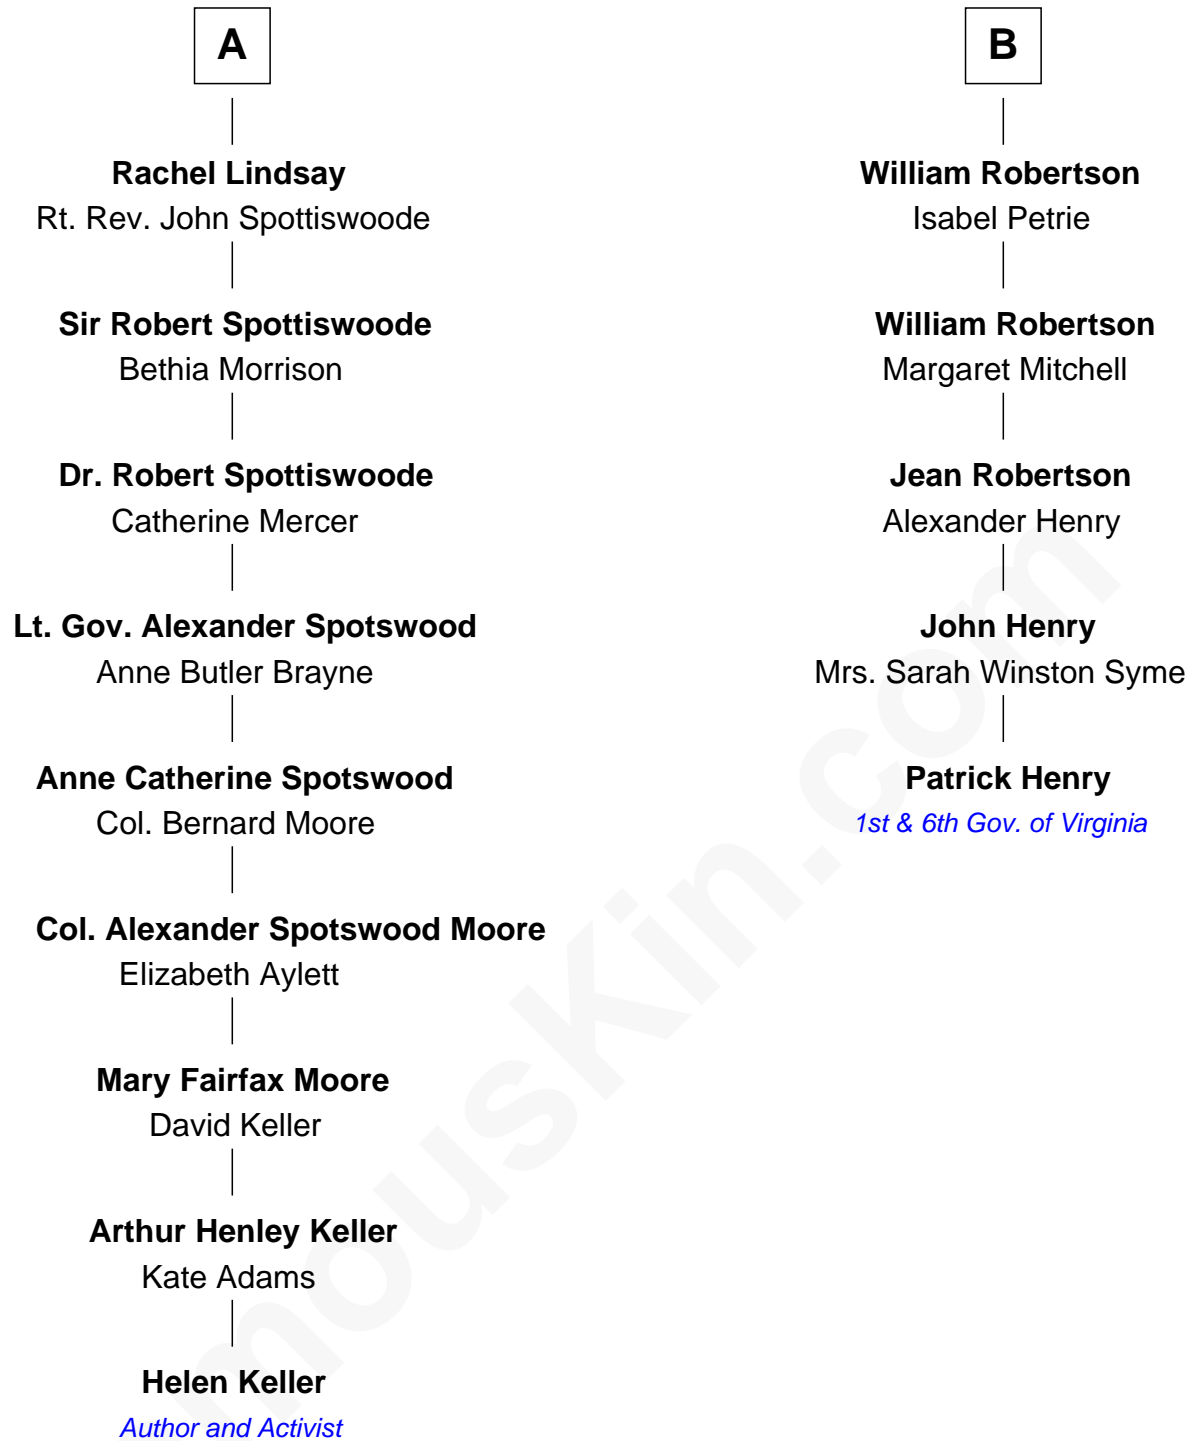 A
Rachel Lindsay
Rt. Rev. John Spottiswoode
Sir Robert Spottiswoode
Bethia Morrison
Dr. Robert Spottiswoode
Catherine Mercer
Lt. Gov. Alexander Spotswood
Anne Butler Brayne
Anne Catherine Spotswood
Col. Bernard Moore
Col. Alexander Spotswood Moore
Elizabeth Aylett
Mary Fairfax Moore
David Keller
Arthur Henley Keller
Kate Adams
Helen Keller
Author and Activist
B
William Robertson
Isabel Petrie
William Robertson
Margaret Mitchell
Jean Robertson
Alexander Henry
John Henry
Mrs. Sarah Winston Syme
Patrick Henry
1st & 6th Gov. of Virginia
mousKin.com